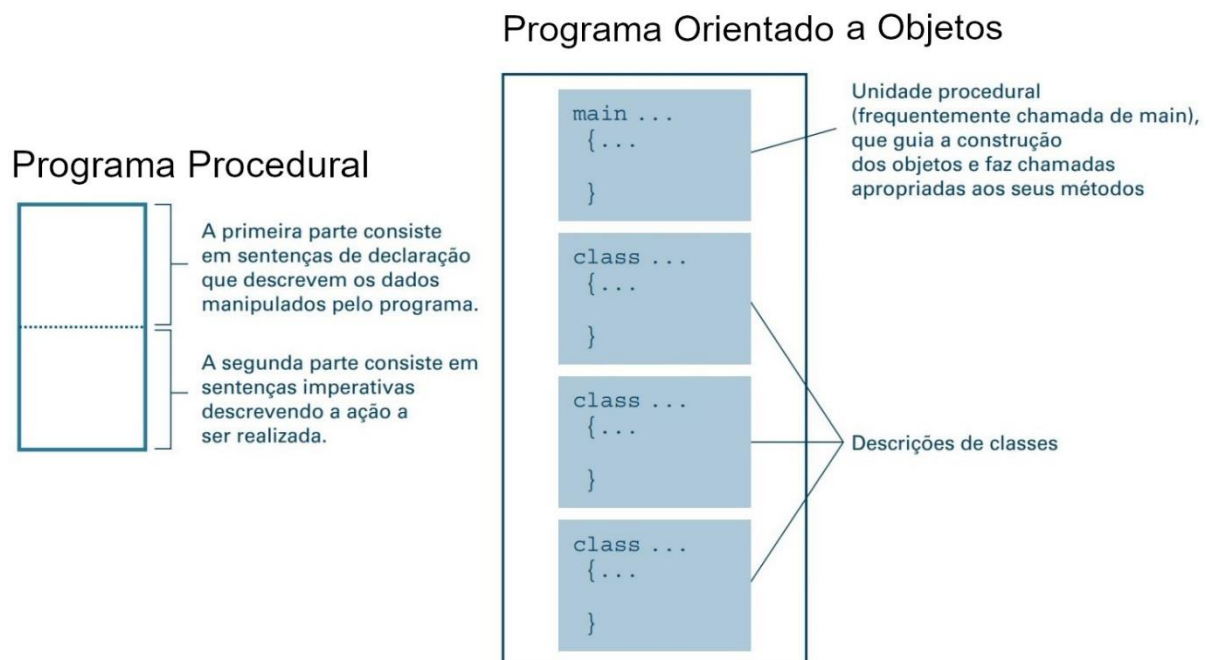 Programa Orientado a Objetos
Programa Procedural
A primeira parte consiste
em sentenças de declaração
que descrevem os dados
manipulados pelo programa.
A segunda parte consiste em
sentenças imperativas
descrevendo a ação a
ser realizada.
main ...
{...
}
class ...
{...
}
class ...
{...
}
class ...
{...
}
Unidade procedural
(frequentemente chamada de main),
que guia a construção
dos objetos e faz chamadas
apropriadas aos seus métodos
Descrições de classes